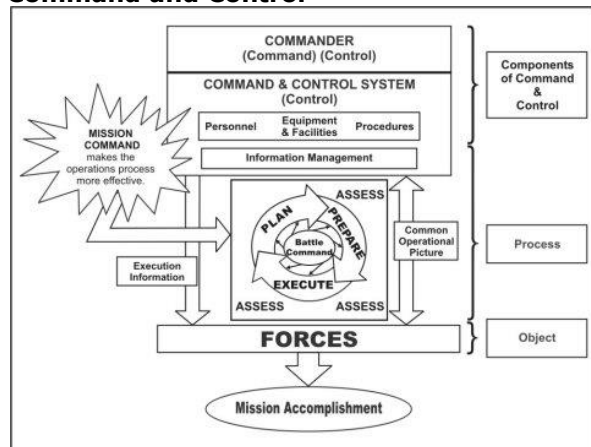 Command and Control
COMMANDER
(Command) (Control)
COMMAND & CONTROL SYSTEM
(Control)
Personnel
Equipment
& Facilities
Procedures
Information Management
MISSION
COMMAND
makes the
operations process
more effective.
Components
of Command
&
Control
ASSESS
PLAN
PREPARE
Battle
Command
EXECUTE
ASSESS
ASSESS
Execution
Information
Common
Operational
Picture
Process
FORCES
Object
Mission Accomplishment